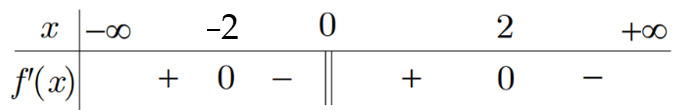 x −∞ −2 0 2 +∞
f′(x) + 0 − || + 0 −